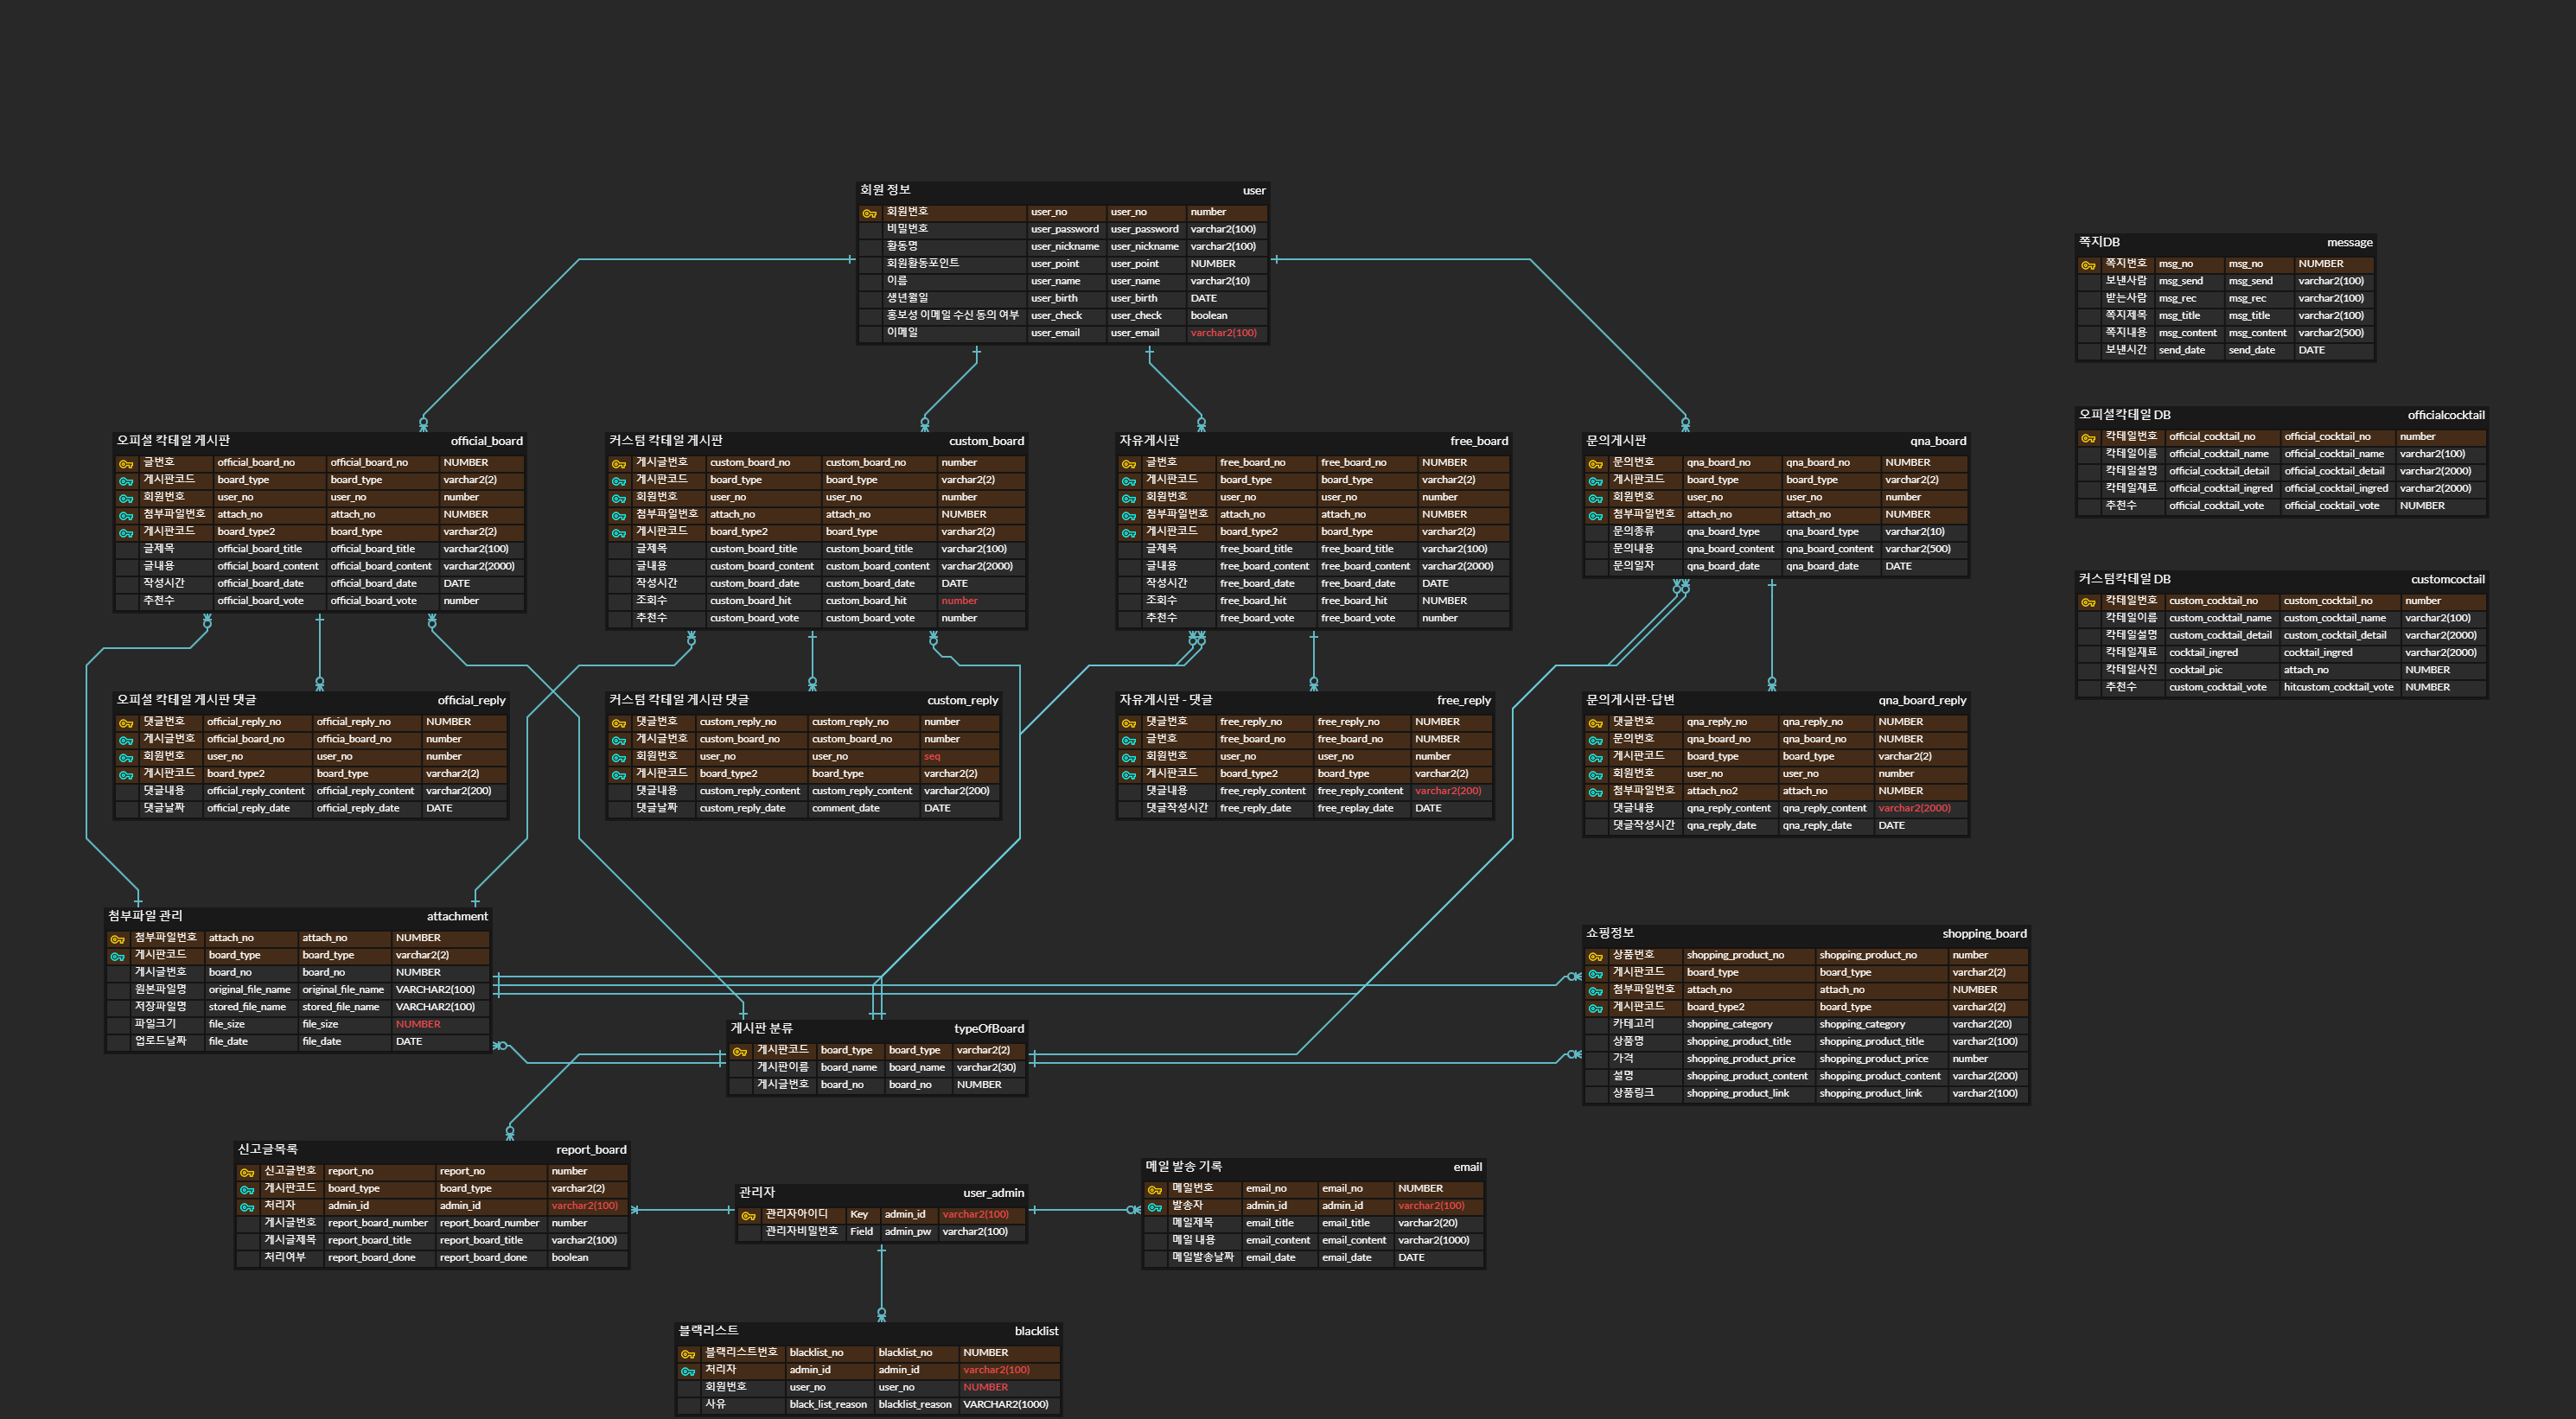 회원 정보 user
회원번호 user_no user_no number
비밀번호 user_password user_password varchar2(100)
활동명 user_nickname user_nickname varchar2(100)
회원활동포인트 user_point user_point NUMBER
이름 user_name user_name varchar2(10)
생년월일 user_birth user_birth DATE
홍보성 이메일 수신 동의 여부 user_check user_check boolean
이메일 user_email user_email varchar2(100)
쪽지DB message
쪽지번호 msg_no msg_no NUMBER
보낸사람 msg_send msg_send varchar2(100)
받는사람 msg_rec msg_rec varchar2(100)
쪽지제목 msg_title msg_title varchar2(100)
쪽지내용 msg_content msg_content varchar2(500)
보낸시간 send_date send_date DATE
오피셜 칵테일 게시판 official_board
글번호 official_board_no official_board_no NUMBER
게시판코드 board_type board_type varchar2(2)
회원번호 user_no user_no number
첨부파일번호 attach_no attach_no NUMBER
게시판코드 board_type2 board_type varchar2(2)
글제목 official_board_title official_board_title varchar2(100)
글내용 official_board_content official_board_content varchar2(2000)
작성시간 official_board_date official_board_date DATE
추천수 official_board_vote official_board_vote number
커스텀 칵테일 게시판 custom_board
게시글번호 custom_board_no custom_board_no number
게시판코드 board_type board_type varchar2(2)
회원번호 user_no user_no number
첨부파일번호 attach_no attach_no NUMBER
게시판코드 board_type2 board_type varchar2(2)
글제목 custom_board_title custom_board_title varchar2(100)
글내용 custom_board_content custom_board_content varchar2(2000)
작성시간 custom_board_date custom_board_date DATE
조회수 custom_board_hit custom_board_hit number
추천수 custom_board_vote custom_board_vote number
자유게시판 free_board
글번호 free_board_no free_board_no NUMBER
게시판코드 board_type board_type varchar2(2)
회원번호 user_no user_no number
첨부파일번호 attach_no attach_no NUMBER
게시판코드 board_type2 board_type varchar2(2)
글제목 free_board_title free_board_title varchar2(100)
글내용 free_board_content free_board_content varchar2(2000)
작성시간 free_board_date free_board_date DATE
조회수 free_board_hit free_board_hit NUMBER
추천수 free_board_vote free_board_vote number
문의게시판 qna_board
문의번호 qna_board_no qna_board_no NUMBER
게시판코드 board_type board_type varchar2(2)
회원번호 user_no user_no number
첨부파일번호 attach_no attach_no NUMBER
문의종류 qna_board_type qna_board_type varchar2(10)
문의내용 qna_board_content qna_board_content varchar2(500)
문의일자 qna_board_date qna_board_date DATE
오피셜칵테일 DB officialcocktail
칵테일번호 official_cocktail_no official_cocktail_no number
칵테일이름 official_cocktail_name official_cocktail_name varchar2(100)
칵테일설명 official_cocktail_detail official_cocktail_detail varchar2(2000)
칵테일재료 official_cocktail_ingred official_cocktail_ingred varchar2(2000)
추천수 official_cocktail_vote official_cocktail_vote NUMBER
커스텀칵테일 DB customcoctail
칵테일번호 custom_cocktail_no custom_cocktail_no number
칵테일이름 custom_cocktail_name custom_cocktail_name varchar2(100)
칵테일설명 custom_cocktail_detail custom_cocktail_detail varchar2(2000)
칵테일재료 cocktail_ingred cocktail_ingred varchar2(2000)
칵테일사진 cocktail_pic attach_no NUMBER
추천수 custom_cocktail_vote hitcustom_cocktail_vote NUMBER
오피셜 칵테일 게시판 댓글 official_reply
댓글번호 official_reply_no official_reply_no NUMBER
게시글번호 official_board_no officia_board_no number
회원번호 user_no user_no number
게시판코드 board_type2 board_type varchar2(2)
댓글내용 official_reply_content official_reply_content varchar2(200)
댓글날짜 official_reply_date official_reply_date DATE
커스텀 칵테일 게시판 댓글 custom_reply
댓글번호 custom_reply_no custom_reply_no number
게시글번호 custom_board_no custom_board_no number
회원번호 user_no user_no seq
게시판코드 board_type2 board_type varchar2(2)
댓글내용 custom_reply_content custom_reply_content varchar2(200)
댓글날짜 custom_reply_date comment_date DATE
자유게시판 - 댓글 free_reply
댓글번호 free_reply_no free_reply_no NUMBER
글번호 free_board_no free_board_no NUMBER
회원번호 user_no user_no number
게시판코드 board_type2 board_type varchar2(2)
댓글내용 free_reply_content free_reply_content varchar2(200)
댓글작성시간 free_reply_date free_replay_date DATE
문의게시판-답변 qna_board_reply
댓글번호 qna_reply_no qna_reply_no NUMBER
문의번호 qna_board_no qna_board_no NUMBER
게시판코드 board_type board_type varchar2(2)
회원번호 user_no user_no number
첨부파일번호 attach_no2 attach_no NUMBER
댓글내용 qna_reply_content qna_reply_content varchar2(2000)
댓글작성시간 qna_reply_date qna_reply_date DATE
첨부파일 관리 attachment
첨부파일번호 attach_no attach_no NUMBER
게시판코드 board_type board_type varchar2(2)
게시글번호 board_no board_no NUMBER
원본파일명 original_file_name original_file_name VARCHAR2(100)
저장파일명 stored_file_name stored_file_name VARCHAR2(100)
파일크기 file_size file_size NUMBER
업로드날짜 file_date file_date DATE
쇼핑정보 shopping_board
상품번호 shopping_product_no shopping_product_no number
게시판코드 board_type board_type varchar2(2)
첨부파일번호 attach_no attach_no NUMBER
게시판코드 board_type2 board_type varchar2(2)
카테고리 shopping_category shopping_category varchar2(20)
상품명 shopping_product_title shopping_product_title varchar2(100)
가격 shopping_product_price shopping_product_price number
설명 shopping_product_content shopping_product_content varchar2(200)
상품링크 shopping_product_link shopping_product_link varchar2(100)
게시판 분류 typeOfBoard
게시판코드 board_type board_type varchar2(2)
게시판이름 board_name board_name varchar2(30)
게시글번호 board_no board_no NUMBER
신고글목록 report_board
신고글번호 report_no report_no number
게시판코드 board_type board_type varchar2(2)
처리자 admin_id admin_id varchar2(100)
게시글번호 report_board_number report_board_number number
게시글제목 report_board_title report_board_title varchar2(100)
처리여부 report_board_done report_board_done boolean
관리자 user_admin
관리자아이디 Key admin_id varchar2(100)
관리자비밀번호 Field admin_pw varchar2(100)
메일 발송 기록 email
메일번호 email_no email_no NUMBER
발송자 admin_id admin_id varchar2(100)
메일제목 email_title email_title varchar2(20)
메일 내용 email_content email_content varchar2(1000)
메일발송날짜 email_date email_date DATE
블랙리스트 blacklist
블랙리스트번호 blacklist_no blacklist_no NUMBER
처리자 admin_id admin_id varchar2(100)
회원번호 user_no user_no NUMBER
사유 black_list_reason blacklist_reason VARCHAR2(1000)